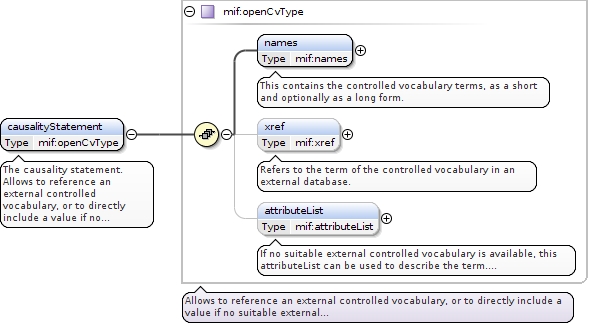 mif:openCvType
names
Type mif:names
This contains the controlled vocabulary terms, as a short
and optionally as a long form.
causalityStatement
Type mif:openCvType
The causality statement.
Allows to reference an
external controlled
vocabulary, or to directly
include a value if no...
xref
Type mif:xref
Refers to the term of the controlled vocabulary in an
external database.
attributeList
Type mif:attributeList
If no suitable external controlled vocabulary is available, this
attributeList can be used to describe the term....
Allows to reference an external controlled vocabulary, or to directly include a
value if no suitable external...